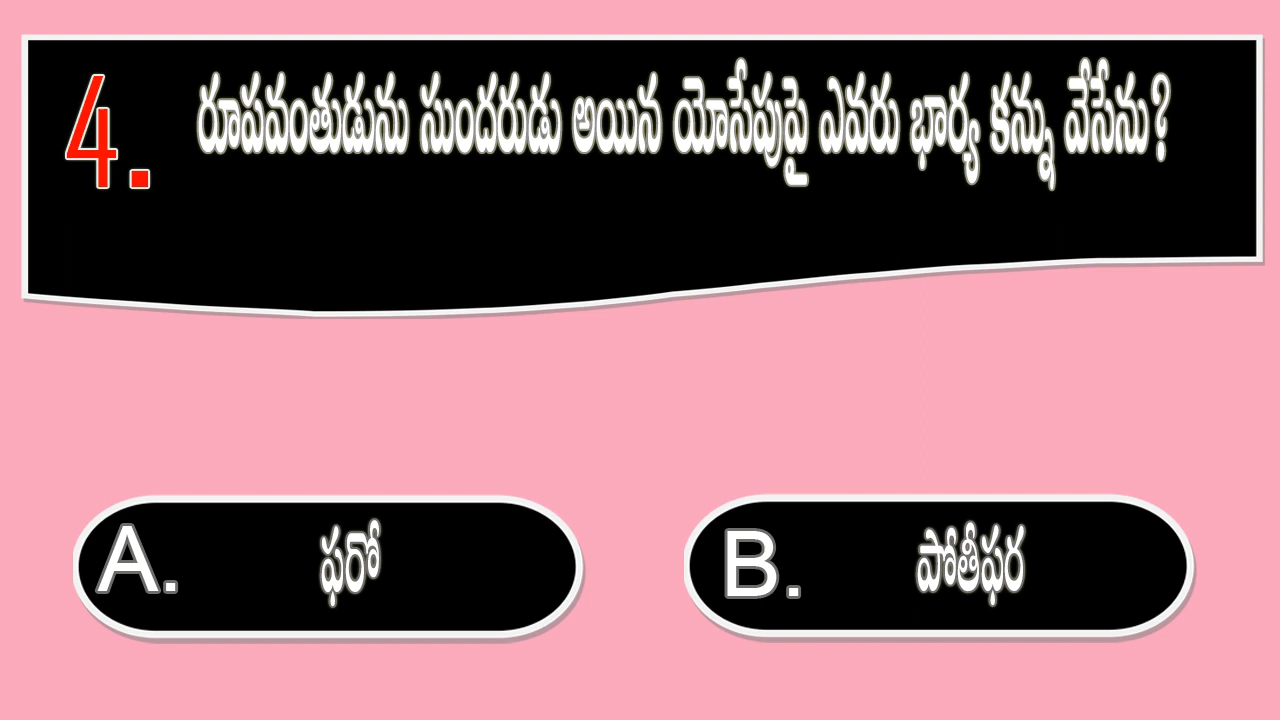 4. రూపవంతుడును సుందరుడు అయిన యోసేపుపై ఎవరు భార్య కన్ను వేసేను?
A. ఫరో
B. పోతీఫర